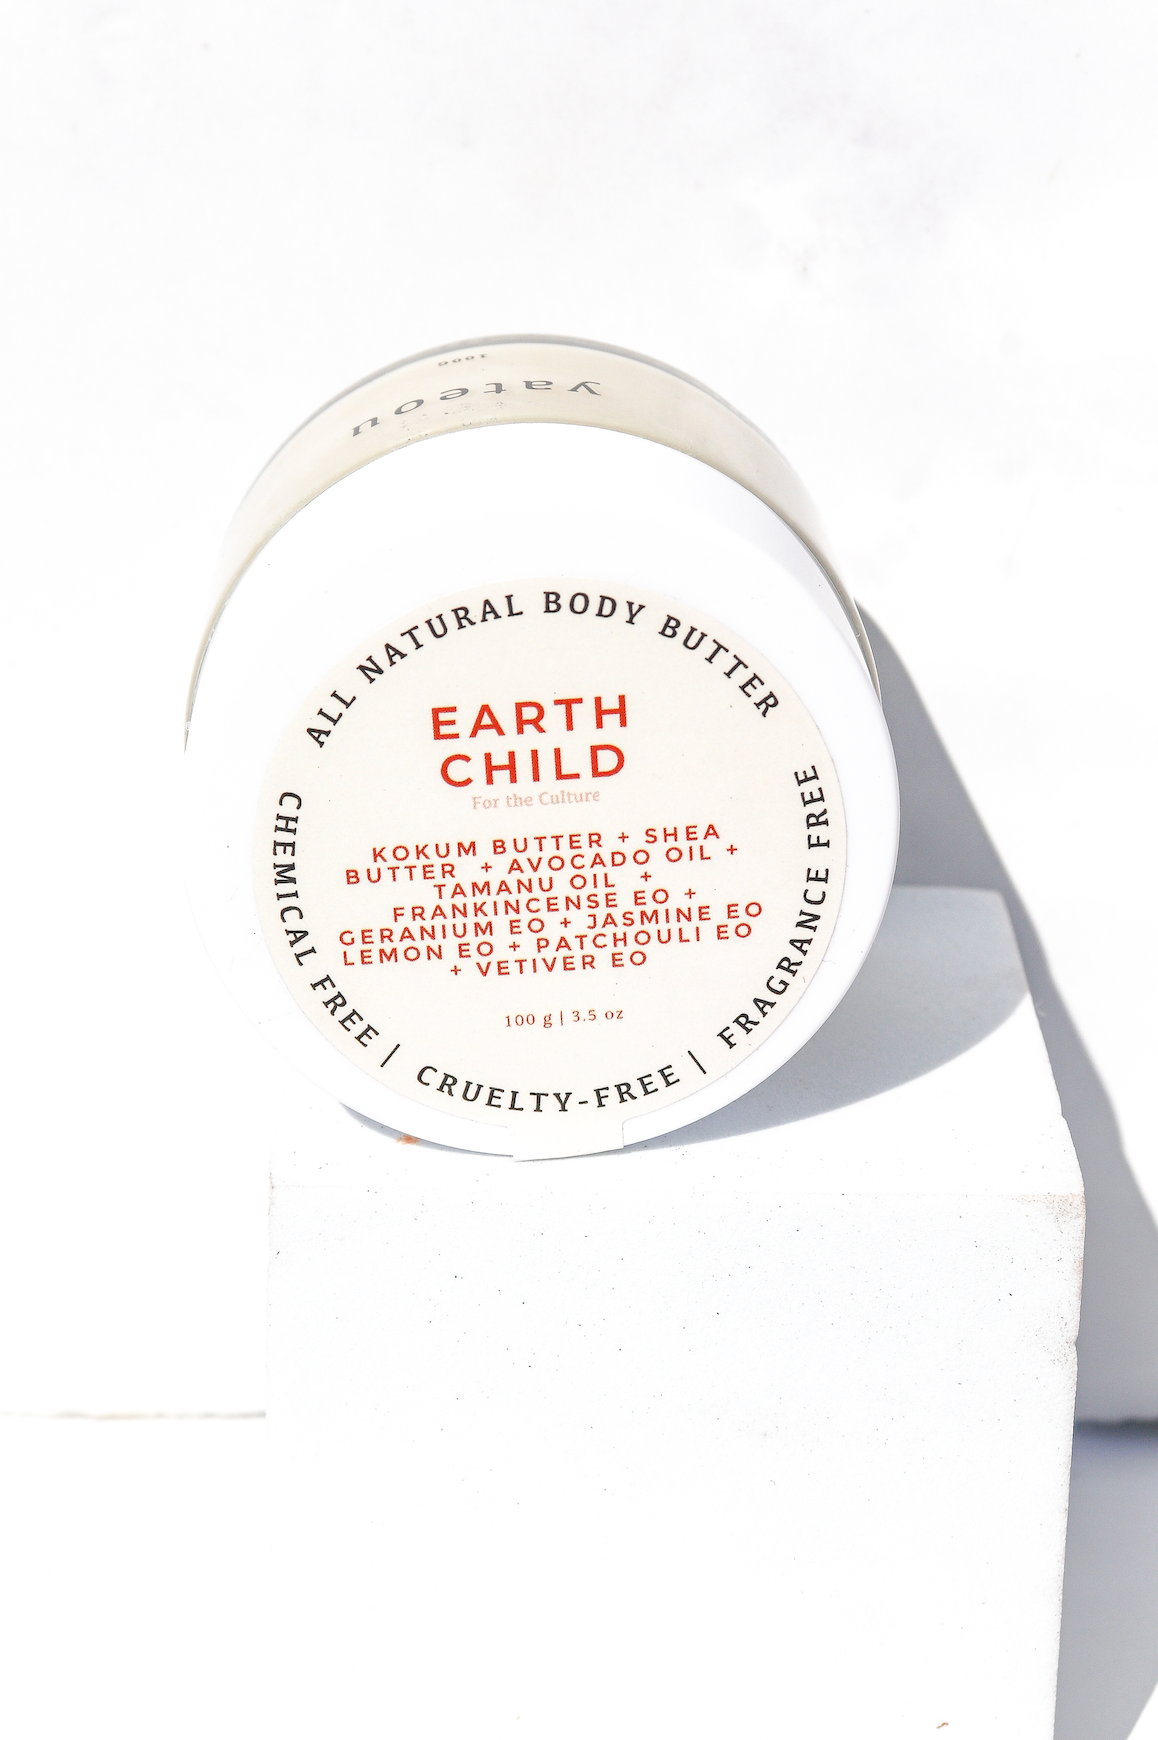 100G
yateou
ALL NATURAL BODY BUTTER
EARTH
CHILD
For the Culture
KOKUM BUTTER + SHEA
BUTTER + AVOCADO OIL +
TAMANU OIL +
FRANKINCENSE EO +
GERANIUM EO + JASMINE EO
LEMON EO + PATCHOULI EO
+ VETIVER EO
100 g | 3.5 oz
CHEMICAL FREE | CRUELTY-FREE | FRAGRANCE FREE